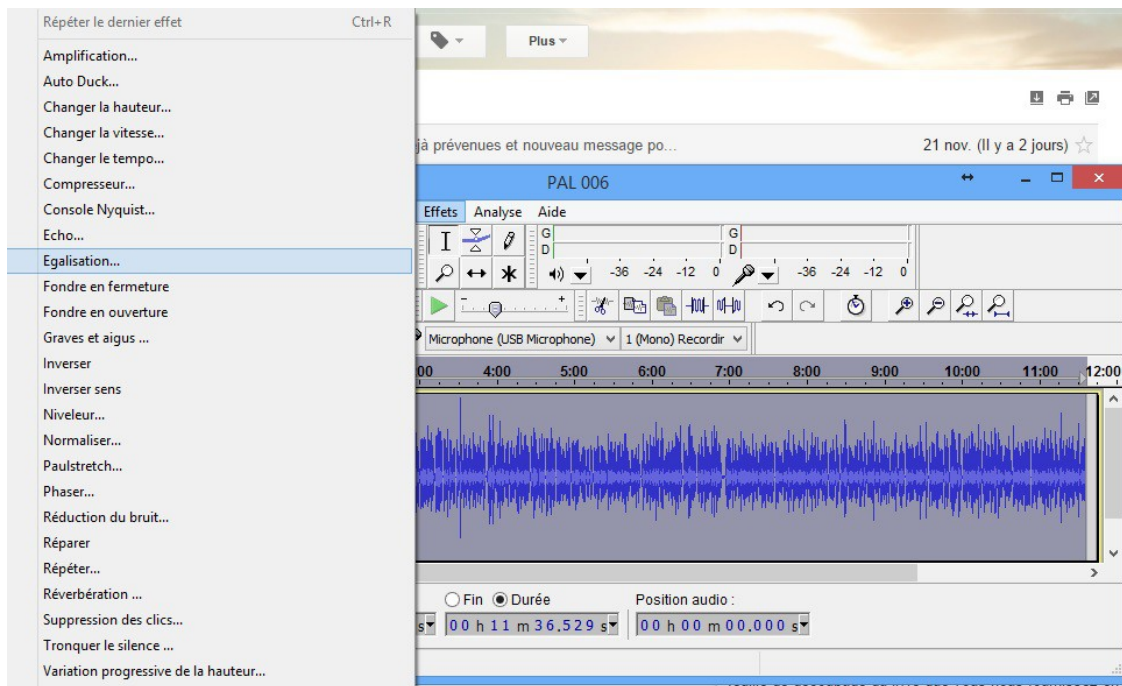 Répéter le dernier effet Ctrl+R
Amplification...
Auto Duck...
Changer la hauteur...
Changer la vitesse...
Changer le tempo...
Compresseur...
Console Nyquist...
Echo...
Egalisation...
Fondre en fermeture
Fondre en ouverture
Graves et aigus ...
Inverser
Inverser sens
Niveleur...
Normaliser...
Paulstretch...
Phaser...
Réduction du bruit...
Réparer
Répéter...
Réverbération ...
Suppression des clics...
Tronquer le silence ...
Variation progressive de la hauteur...
Plus
jà prévenues et nouveau message po... 21 nov. (Il y a 2 jours)
PAL 006
Effets Analyse Aide
G G
D D
-36 -24 -12 0 -36 -24 -12 0
Microphone (USB Microphone) 1 (Mono) Recordir
00 4:00 5:00 6:00 7:00 8:00 9:00 10:00 11:00 12:00
Fin Durée Position audio :
s 00 h 11 m 36.529 s 00 h 00 m 00.000 s